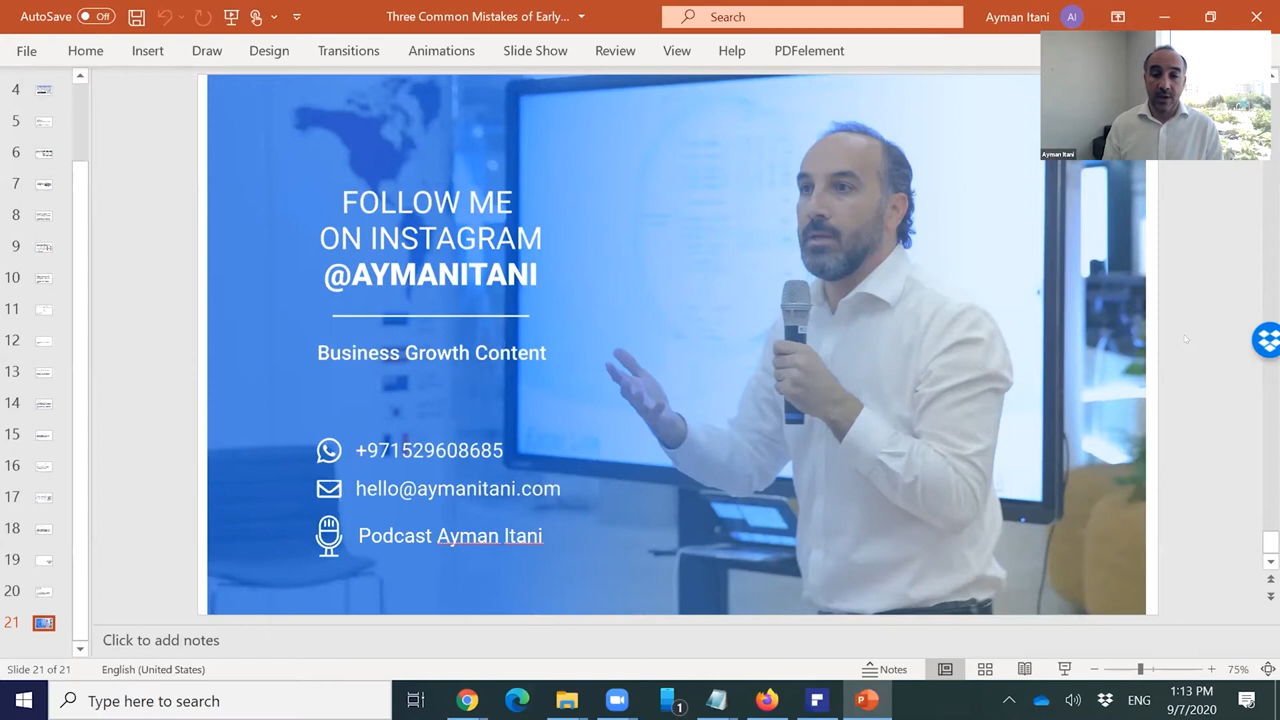 AutoSave Off
Three Common Mistakes of Early...
Search
Ayman Itani AI
File Home Insert Draw Design Slide Show Transitions Animations Review View Help PDFelement
Ayman Itani
4
5
6
7
8
9
10
11
12
13
14
15
16
17
18
19
20
21
FOLLOW ME
ON INSTAGRAM
@AYMANITANI
Business Growth Content
+971529608685
hello@aymanitani.com
Podcast Ayman Itani
Click to add notes
Slide 21 of 21 English (United States) Notes 75%
Type here to search
1
ENG
1:13 PM
9/7/2020